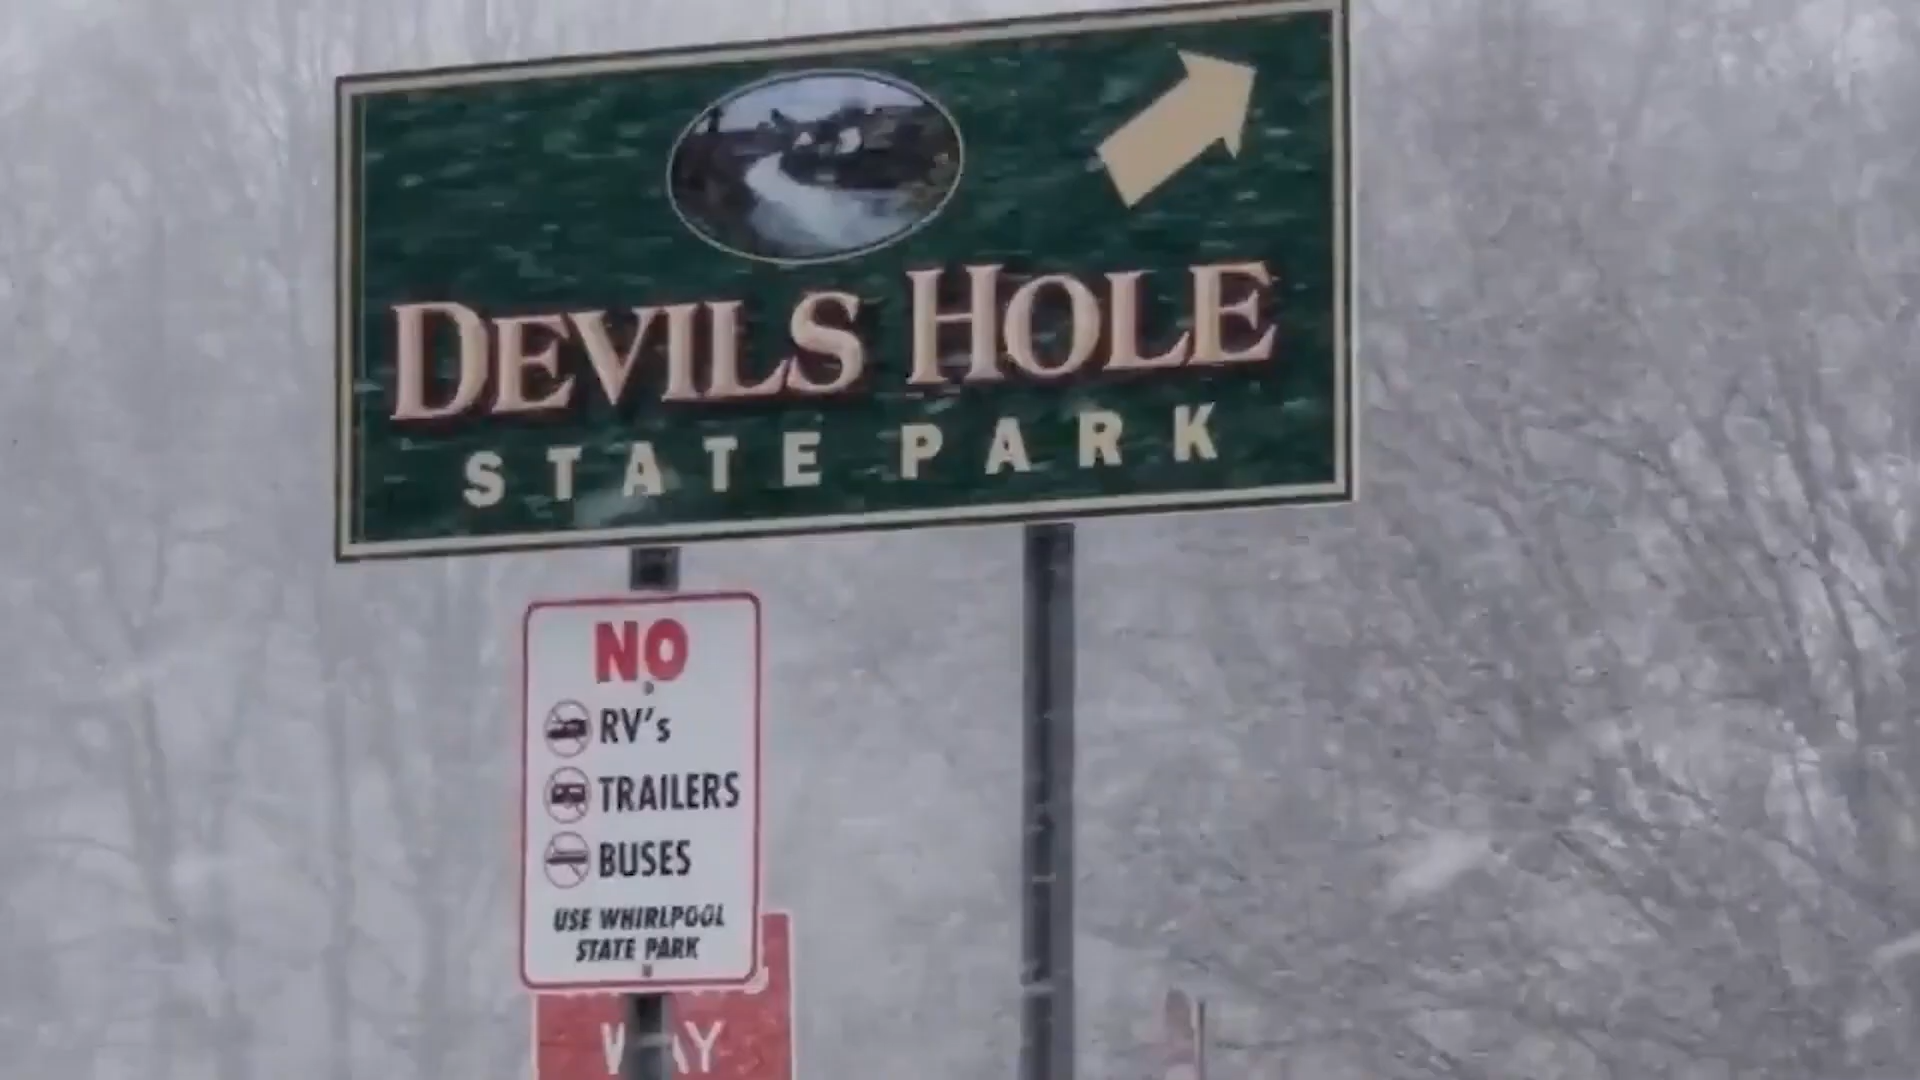 DEVILS HOLE
STATE PARK
NO
RV's
TRAILERS
BUSES
USE WHIRLPOOL
STATE PARK